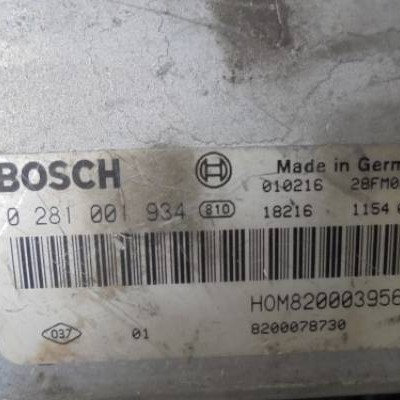 BOSCH Made in Germ
010216 28FM0
0 281 001 934 810 18216 1154
HOM820003956
037 01 8200078730